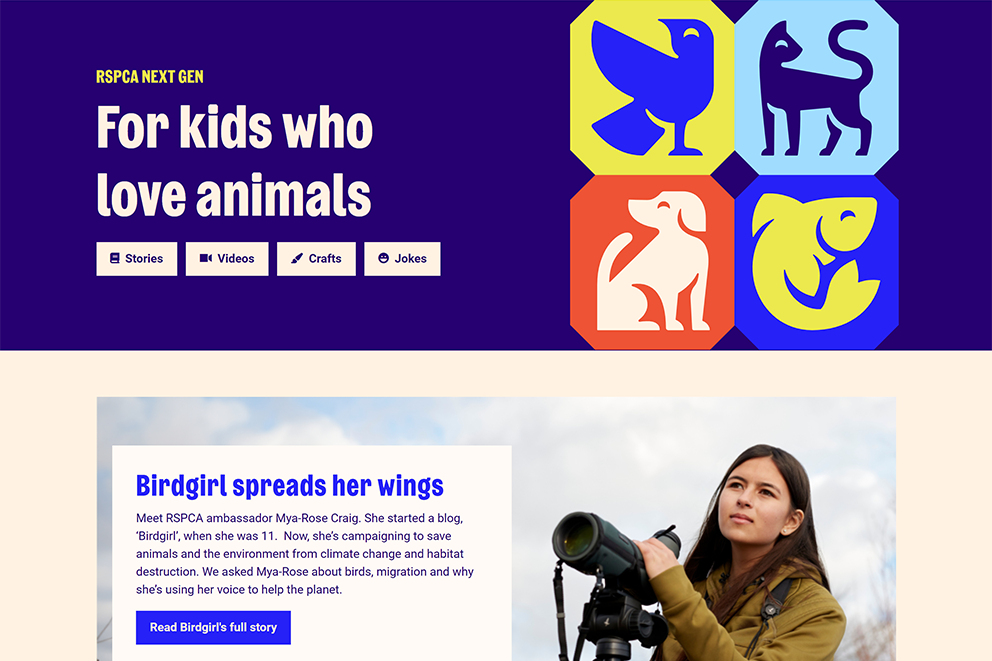 RSPCA NEXT GEN
For kids who
love animals
Stories
Videos
Crafts
Jokes
Birdgirl spreads her wings
Meet RSPCA ambassador Mya-Rose Craig. She started a blog,
‘Birdgirl’, when she was 11.  Now, she’s campaigning to save
animals and the environment from climate change and habitat
destruction. We asked Mya-Rose about birds, migration and why
she’s using her voice to help the planet.
Read Birdgirl's full story